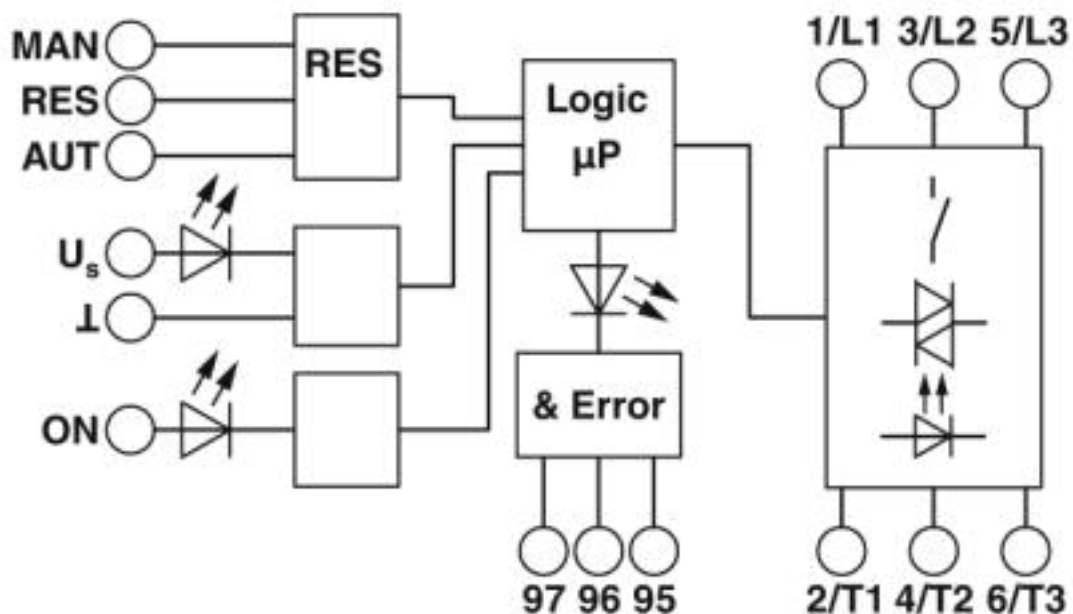 MAN
RES
AUT
RES
U_s
⊥
ON
Logic
µP
& Error
97 96 95
1/L1 3/L2 5/L3
2/T1 4/T2 6/T3